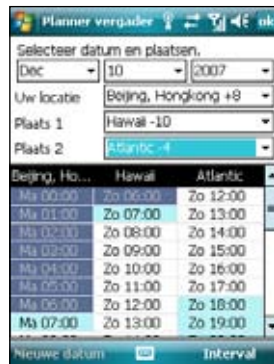 Planner vergader ok
Selecteer datum en plaatsen.
Dec 10 2007
Uw locatie Beijing, Hongkong +8
Plaats 1 Hawaï -10
Plaats 2 Atlantic -4
Beijing, Ho... Hawaï Atlantic
Ma 00:00 Zo 06:00 Zo 12:00
Ma 01:00 Zo 07:00 Zo 13:00
Ma 02:00 Zo 08:00 Zo 14:00
Ma 03:00 Zo 09:00 Zo 15:00
Ma 04:00 Zo 10:00 Zo 16:00
Ma 05:00 Zo 11:00 Zo 17:00
Ma 06:00 Zo 12:00 Zo 18:00
Ma 07:00 Zo 13:00 Zo 19:00
Nieuwe datum Interval